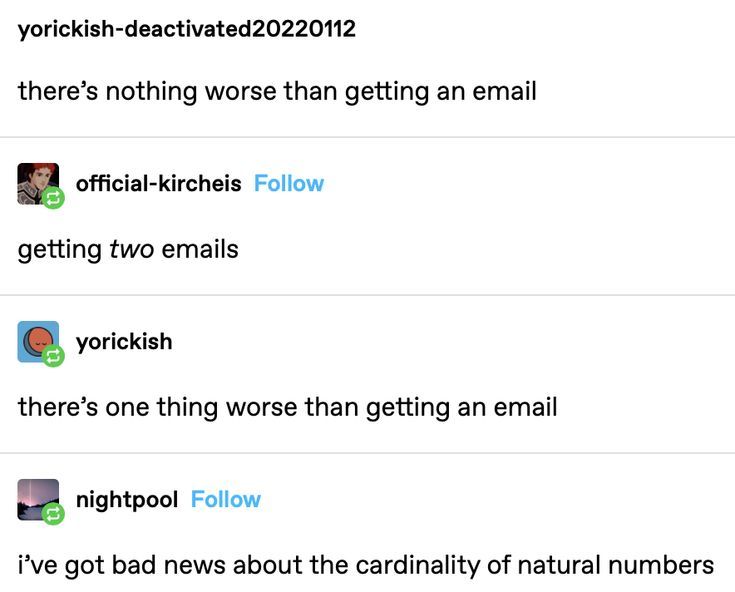 yorickish-deactivated20220112
there's nothing worse than getting an email
official-kircheis Follow
getting two emails
yorickish
there's one thing worse than getting an email
nightpool Follow
i've got bad news about the cardinality of natural numbers